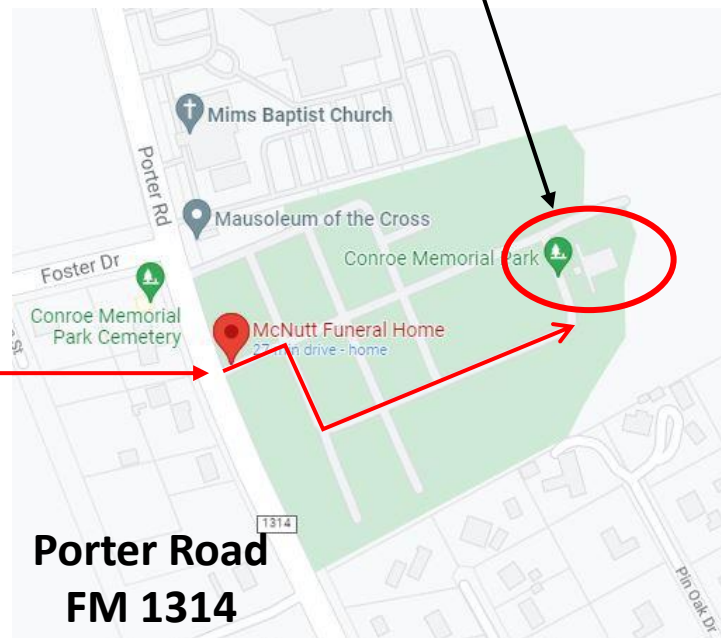 Mims Baptist Church
Porter Rd
Mausoleum of the Cross
Foster Dr
Conroe Memorial Park
Conroe Memorial
Park Cemetery
McNutt Funeral Home
27 min drive - home
st
1314
Porter Road
FM 1314
Pin Oak Dr